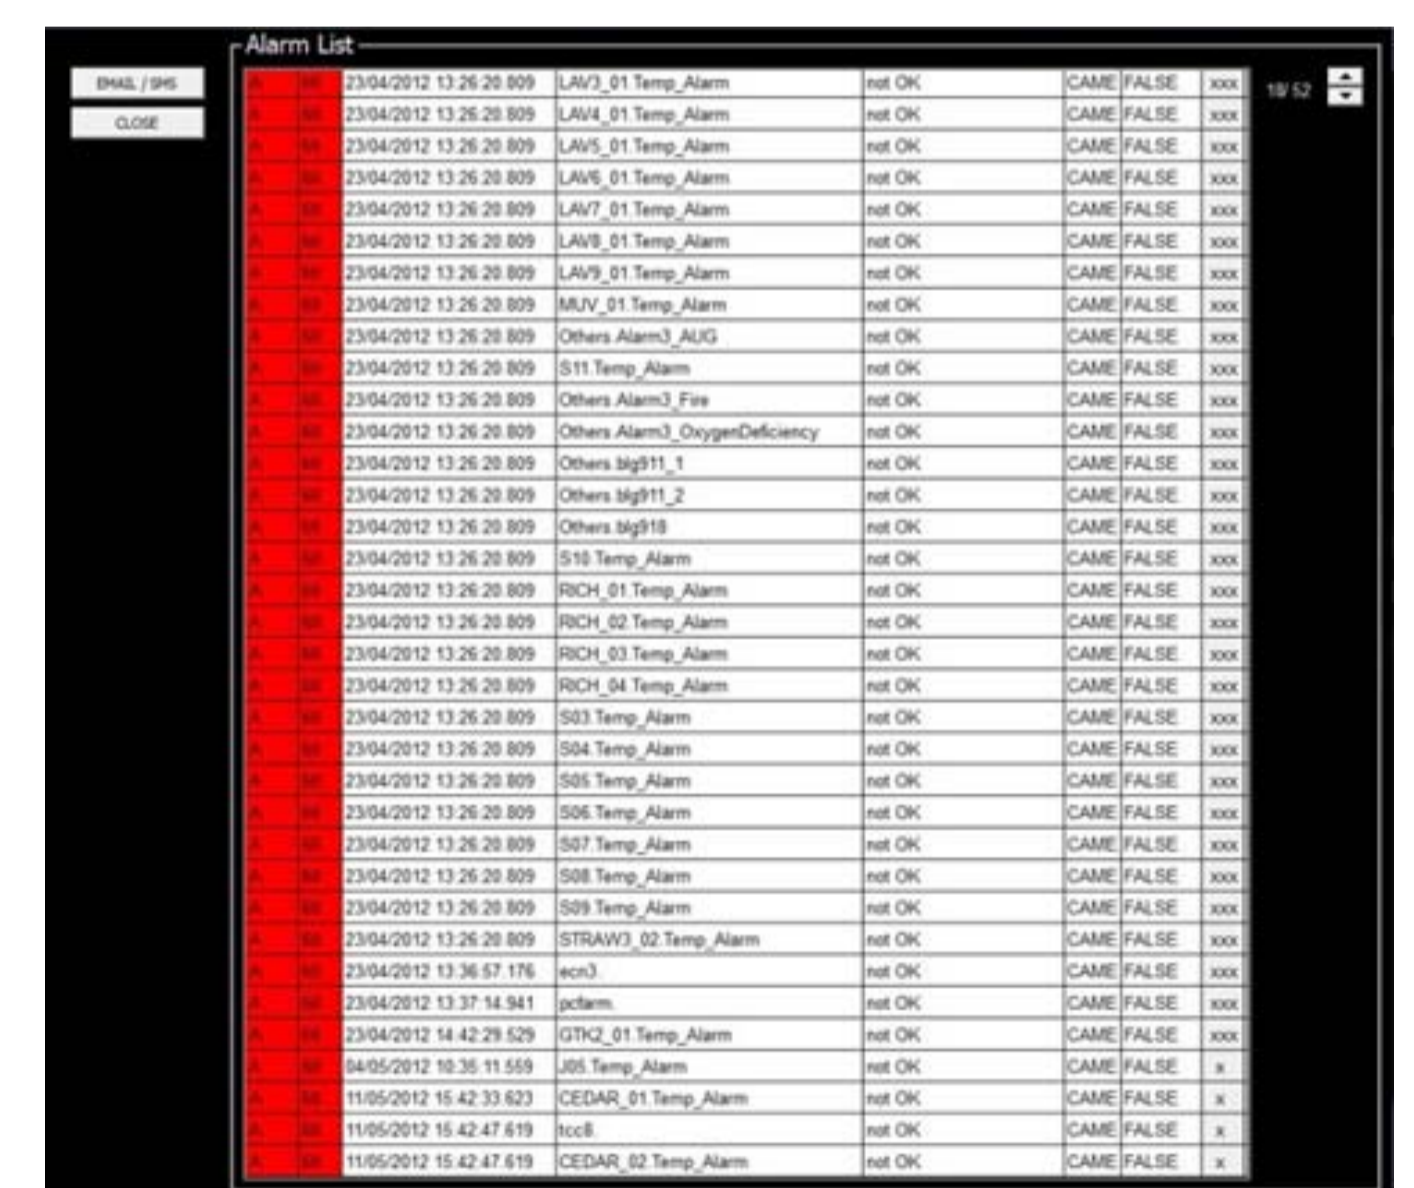 Alarm List
EMAIL / SMS
CLOSE
18/ 52
A 23/04/2012 13:26:20.809 LAV3_01.Temp_Alarm not OK CAME FALSE xxx
A 23/04/2012 13:26:20.809 LAV4_01.Temp_Alarm not OK CAME FALSE xxx
A 23/04/2012 13:26:20.809 LAV5_01.Temp_Alarm not OK CAME FALSE xxx
A 23/04/2012 13:26:20.809 LAV6_01.Temp_Alarm not OK CAME FALSE xxx
A 23/04/2012 13:26:20.809 LAV7_01.Temp_Alarm not OK CAME FALSE xxx
A 23/04/2012 13:26:20.809 LAV8_01.Temp_Alarm not OK CAME FALSE xxx
A 23/04/2012 13:26:20.809 LAV9_01.Temp_Alarm not OK CAME FALSE xxx
A 23/04/2012 13:26:20.809 MUV_01.Temp_Alarm not OK CAME FALSE xxx
A 23/04/2012 13:26:20.809 Others.Alarm3_AUG not OK CAME FALSE xxx
A 23/04/2012 13:26:20.809 S11.Temp_Alarm not OK CAME FALSE xxx
A 23/04/2012 13:26:20.809 Others.Alarm3_Fire not OK CAME FALSE xxx
A 23/04/2012 13:26:20.809 Others.Alarm3_OxygenDeficiency not OK CAME FALSE xxx
A 23/04/2012 13:26:20.809 Others.blg911_1 not OK CAME FALSE xxx
A 23/04/2012 13:26:20.809 Others.blg911_2 not OK CAME FALSE xxx
A 23/04/2012 13:26:20.809 Others.blg918 not OK CAME FALSE xxx
A 23/04/2012 13:26:20.809 S10.Temp_Alarm not OK CAME FALSE xxx
A 23/04/2012 13:26:20.809 RICH_01.Temp_Alarm not OK CAME FALSE xxx
A 23/04/2012 13:26:20.809 RICH_02.Temp_Alarm not OK CAME FALSE xxx
A 23/04/2012 13:26:20.809 RICH_03.Temp_Alarm not OK CAME FALSE xxx
A 23/04/2012 13:26:20.809 RICH_04.Temp_Alarm not OK CAME FALSE xxx
A 23/04/2012 13:26:20.809 S03.Temp_Alarm not OK CAME FALSE xxx
A 23/04/2012 13:26:20.809 S04.Temp_Alarm not OK CAME FALSE xxx
A 23/04/2012 13:26:20.809 S05.Temp_Alarm not OK CAME FALSE xxx
A 23/04/2012 13:26:20.809 S06.Temp_Alarm not OK CAME FALSE xxx
A 23/04/2012 13:26:20.809 S07.Temp_Alarm not OK CAME FALSE xxx
A 23/04/2012 13:26:20.809 S08.Temp_Alarm not OK CAME FALSE xxx
A 23/04/2012 13:26:20.809 S09.Temp_Alarm not OK CAME FALSE xxx
A 23/04/2012 13:26:20.809 STRAW3_02.Temp_Alarm not OK CAME FALSE xxx
A 23/04/2012 13:36:57.176 ecn3. not OK CAME FALSE xxx
A 23/04/2012 13:37:14.941 pcfarm. not OK CAME FALSE xxx
A 23/04/2012 14:42:29.529 GTK2_01.Temp_Alarm not OK CAME FALSE xxx
A 04/05/2012 10:35:11.559 J05.Temp_Alarm not OK CAME FALSE x
A 11/05/2012 15:42:33.623 CEDAR_01.Temp_Alarm not OK CAME FALSE x
A 11/05/2012 15:42:47.619 tcc8. not OK CAME FALSE x
A 11/05/2012 15:42:47.619 CEDAR_02.Temp_Alarm not OK CAME FALSE x